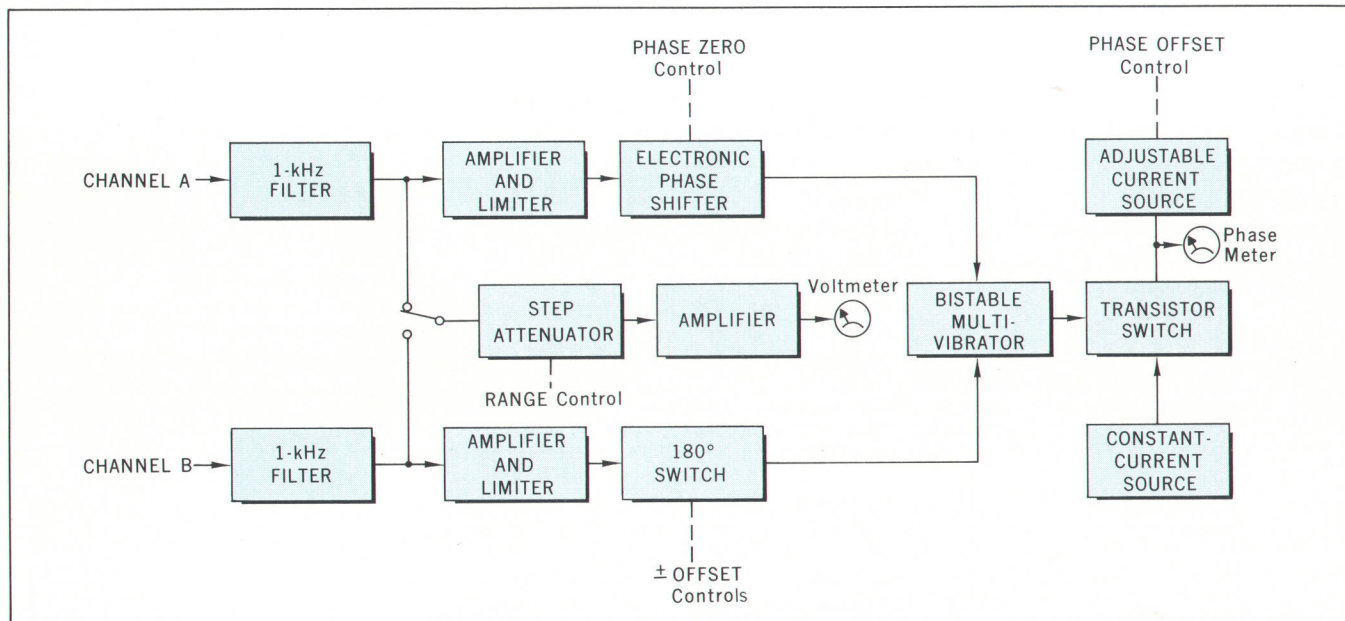 PHASE ZERO
Control
PHASE OFFSET
Control
CHANNEL A
1-kHz
FILTER
AMPLIFIER
AND
LIMITER
ELECTRONIC
PHASE
SHIFTER
ADJUSTABLE
CURRENT
SOURCE
Phase
Meter
STEP
ATTENUATOR
AMPLIFIER
Voltmeter
BISTABLE
MULTI-
VIBRATOR
TRANSISTOR
SWITCH
RANGE Control
CHANNEL B
1-kHz
FILTER
AMPLIFIER
AND
LIMITER
180°
SWITCH
CONSTANT-
CURRENT
SOURCE
± OFFSET
Controls